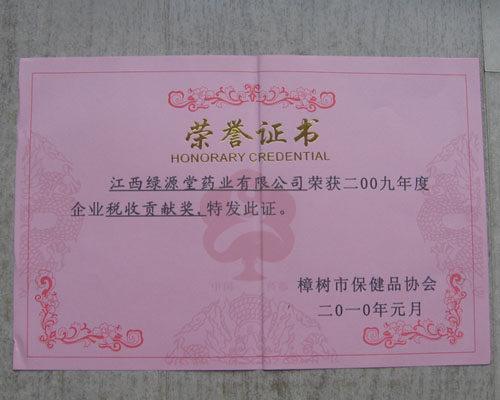 荣誉证书
HONORARY CREDENTIAL
江西绿源堂药业有限公司荣获二00九年度
企业税收贡献奖,特发此证。
樟树市保健品协会
二0一0年元月